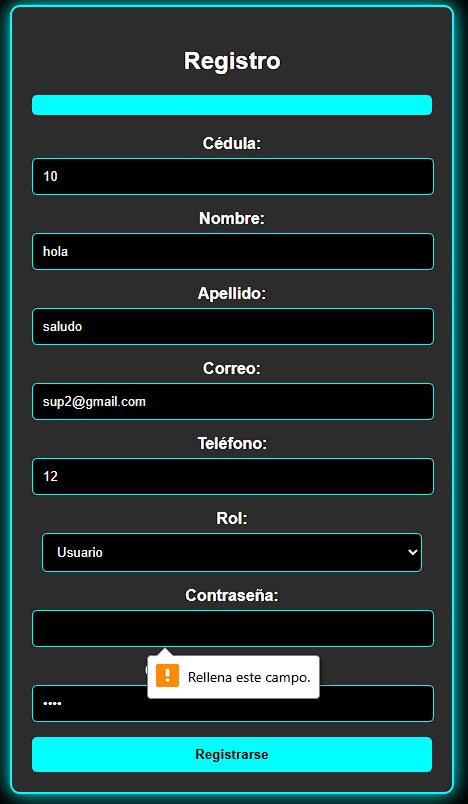 Registro
Cédula:
10
Nombre:
hola
Apellido:
saludo
Correo:
sup2@gmail.com
Teléfono:
12
Rol:
Usuario
Contraseña:
Rellena este campo.
••••
Registrarse